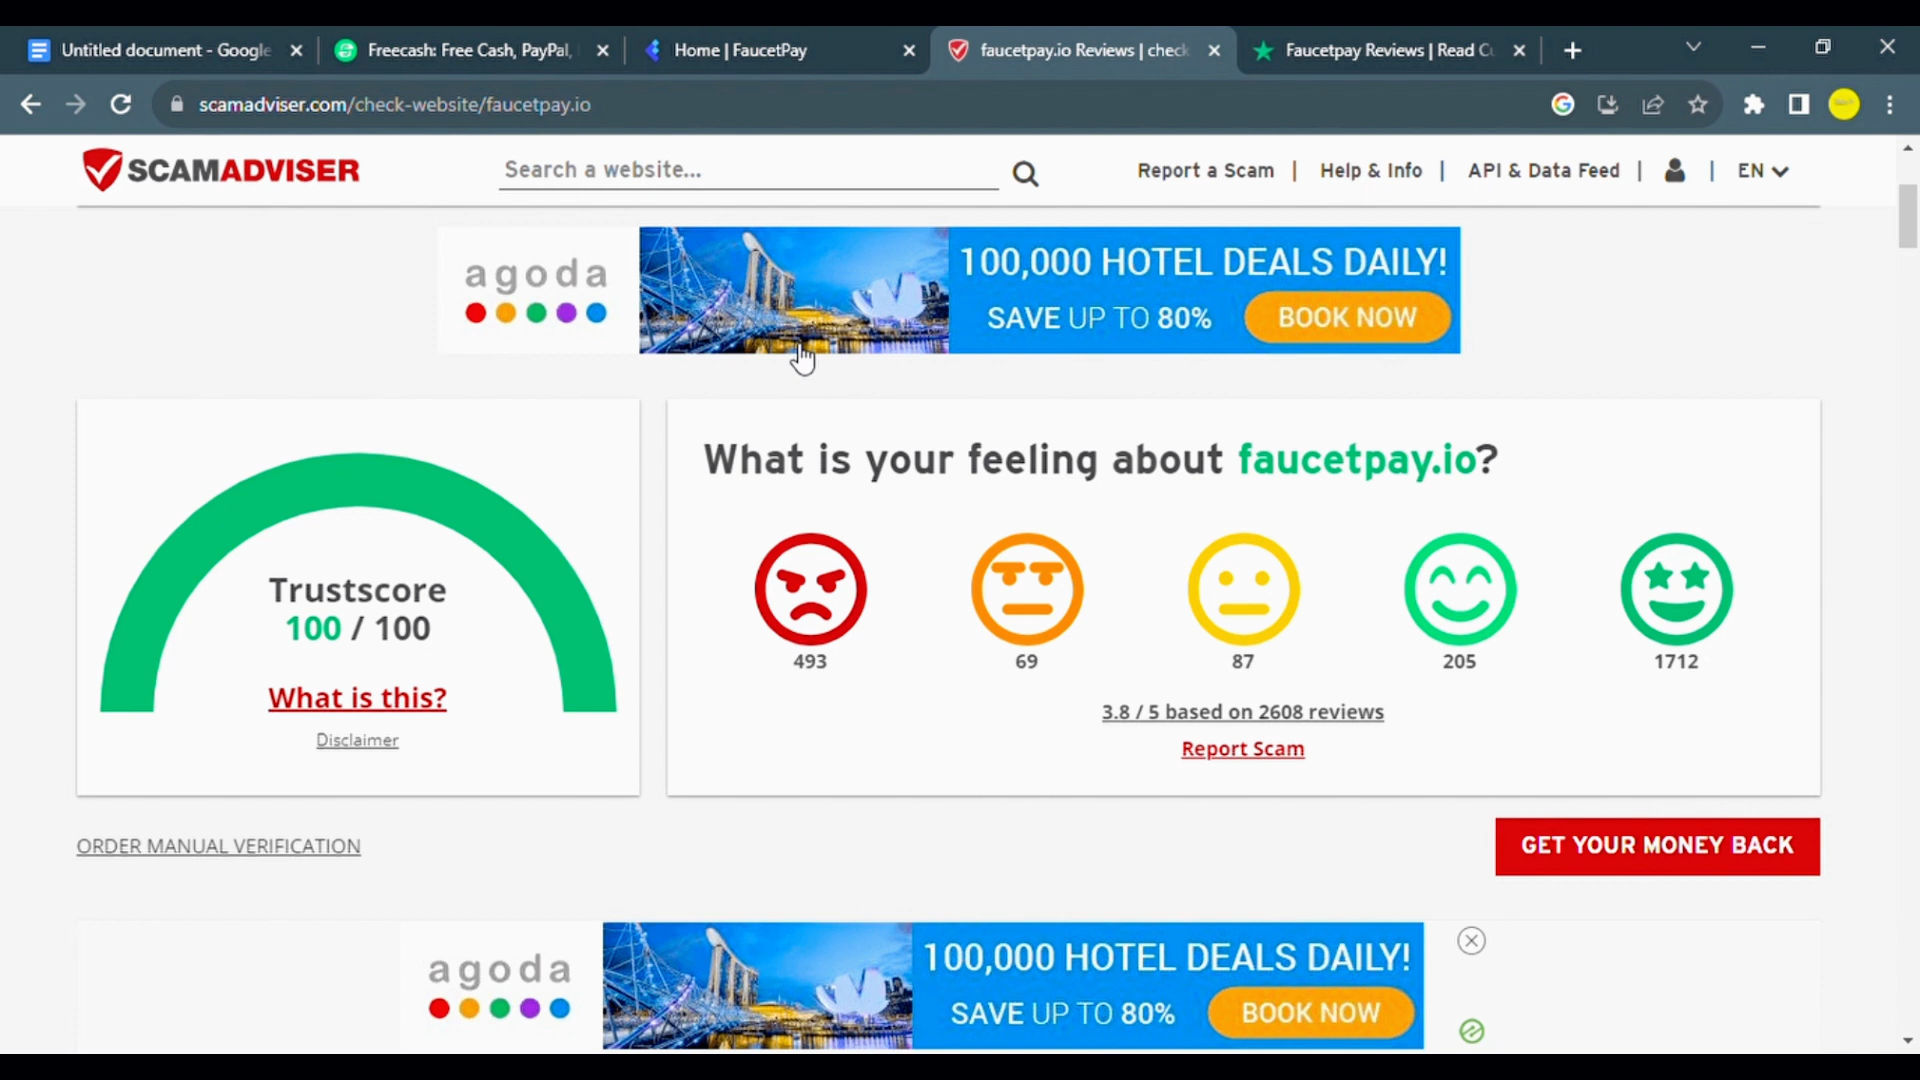 Untitled document - Google
Freecash: Free Cash, PayPal,
Home | FaucetPay
faucetpay.io Reviews | check
Faucetpay Reviews | Read Cu
scamadviser.com/check-website/faucetpay.io
SCAMADVISER
Search a website...
Report a Scam |
Help & Info |
API & Data Feed |
|
EN
agoda
100,000 HOTEL DEALS DAILY!
SAVE UP TO 80%
BOOK NOW
Trustscore
100 / 100
What is this?
Disclaimer
What is your feeling about faucetpay.io?
493
69
87
205
1712
3.8 / 5 based on 2608 reviews
Report Scam
ORDER MANUAL VERIFICATION
GET YOUR MONEY BACK
agoda
100,000 HOTEL DEALS DAILY!
SAVE UP TO 80%
BOOK NOW